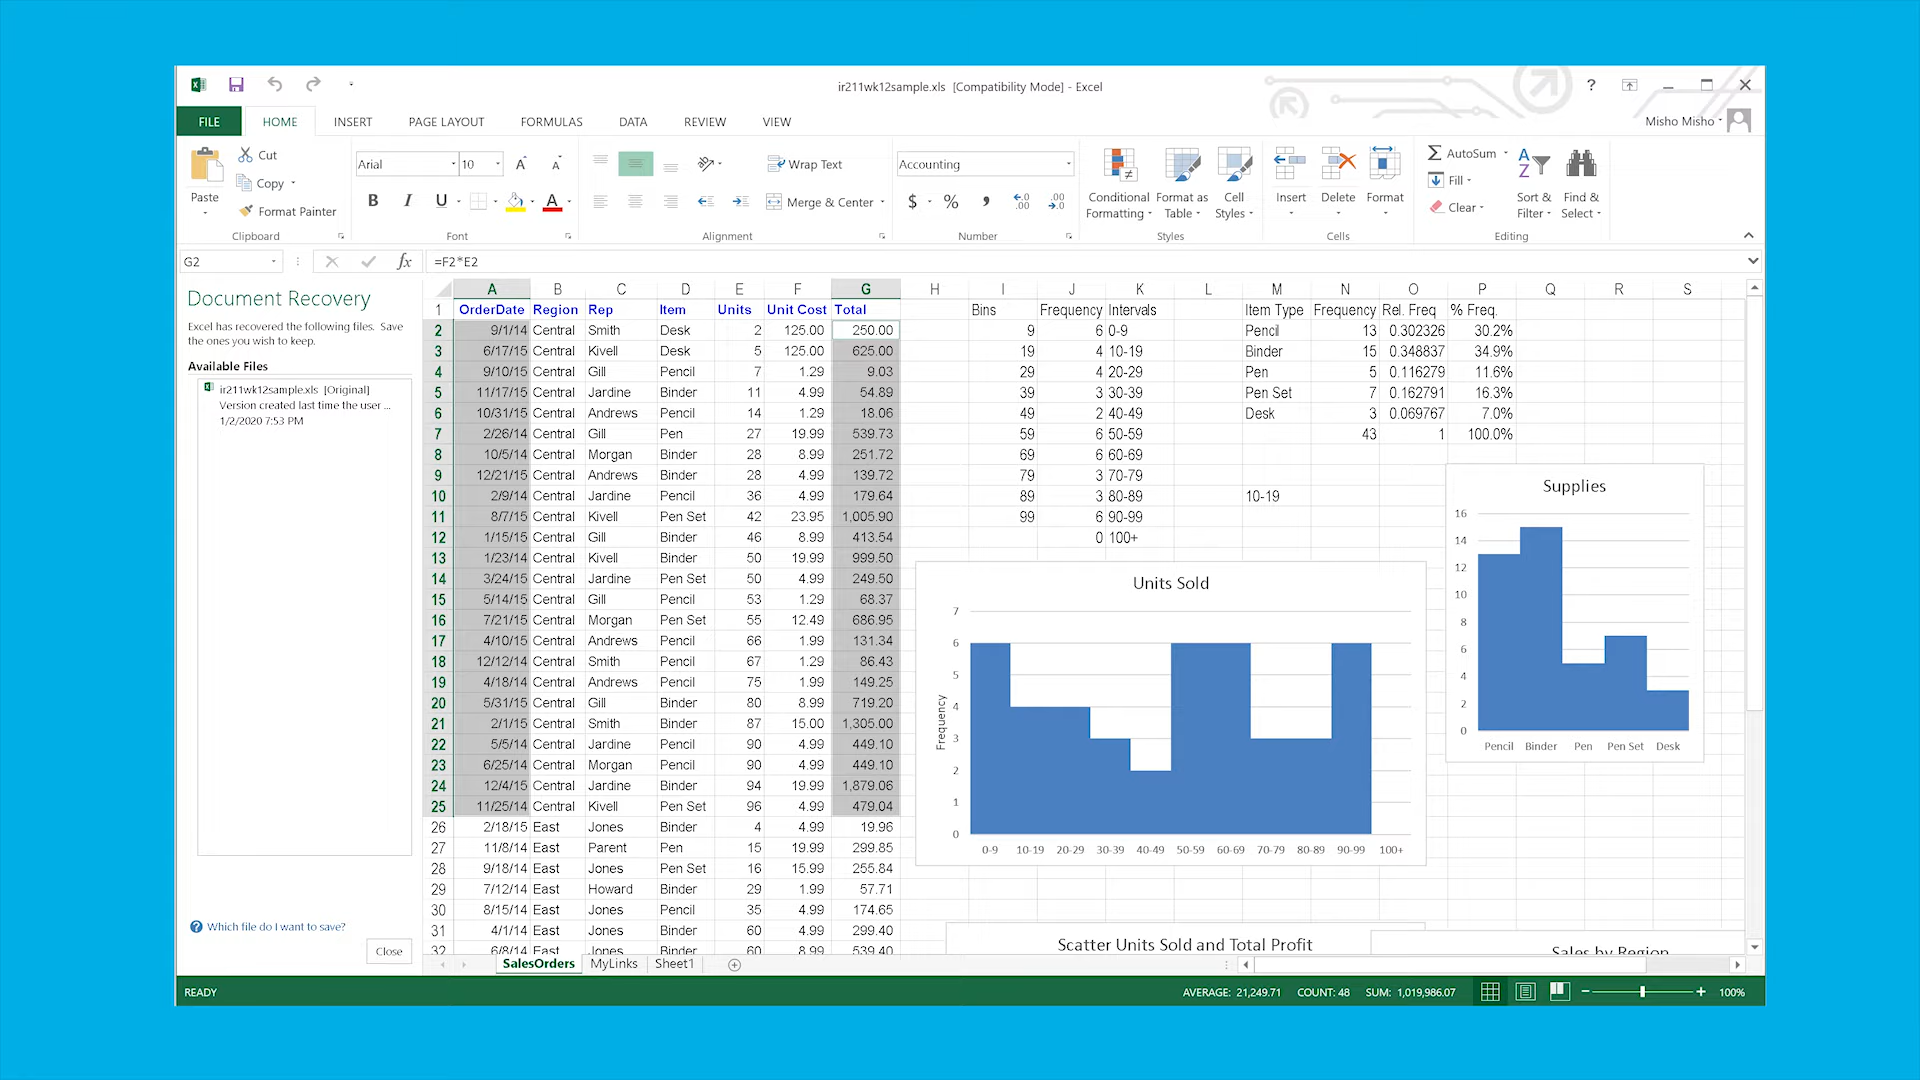 ir211wk12sample.xls [Compatibility Mode] - Excel
?
FILE HOME INSERT PAGE LAYOUT FORMULAS DATA REVIEW VIEW Misho Misho
Paste Cut Copy Format Painter Clipboard
Arial 10 B I U A Font
Wrap Text Merge & Center Alignment
Accounting $ % , Number
Conditional Formatting Format as Table Cell Styles Styles
Insert Delete Format Cells
AutoSum Fill Clear Sort & Filter Find & Select Editing
G2 fx =F2*E2
Document Recovery
Excel has recovered the following files. Save
the ones you wish to keep.
Available Files
ir211wk12sample.xls [Original]
Version created last time the user ...
1/2/2020 7:53 PM
Which file do I want to save?
Close
A B C D E F G H I J K L M N O P Q R S
1 OrderDate Region Rep Item Units Unit Cost Total Bins Frequency Intervals Item Type Frequency Rel. Freq % Freq.
2 9/1/14 Central Smith Desk 2 125.00 250.00 9 6 0-9 Pencil 13 0.302326 30.2%
3 6/17/15 Central Kivell Desk 5 125.00 625.00 19 4 10-19 Binder 15 0.348837 34.9%
4 9/10/15 Central Gill Pencil 7 1.29 9.03 29 4 20-29 Pen 5 0.116279 11.6%
5 11/17/15 Central Jardine Binder 11 4.99 54.89 39 3 30-39 Pen Set 7 0.162791 16.3%
6 10/31/15 Central Andrews Pencil 14 1.29 18.06 49 2 40-49 Desk 3 0.069767 7.0%
7 2/26/14 Central Gill Pen 27 19.99 539.73 59 6 50-59 43 1 100.0%
8 10/5/14 Central Morgan Binder 28 8.99 251.72 69 6 60-69
9 12/21/15 Central Andrews Binder 28 4.99 139.72 79 3 70-79
10 2/9/14 Central Jardine Pencil 36 4.99 179.64 89 3 80-89 10-19
11 8/7/15 Central Kivell Pen Set 42 23.95 1,005.90 99 6 90-99
12 1/15/15 Central Gill Binder 46 8.99 413.54 0 100+
13 1/23/14 Central Kivell Binder 50 19.99 999.50
14 3/24/15 Central Jardine Pen Set 50 4.99 249.50
15 5/14/15 Central Gill Pencil 53 1.29 68.37
16 7/21/15 Central Morgan Pen Set 55 12.49 686.95
17 4/10/15 Central Andrews Pencil 66 1.99 131.34
18 12/12/14 Central Smith Pencil 67 1.29 86.43
19 4/18/14 Central Andrews Pencil 75 1.99 149.25
20 5/31/15 Central Gill Binder 80 8.99 719.20
21 2/1/15 Central Smith Binder 87 15.00 1,305.00
22 5/5/14 Central Jardine Pencil 90 4.99 449.10
23 6/25/14 Central Morgan Pencil 90 4.99 449.10
24 12/4/15 Central Jardine Binder 94 19.99 1,879.06
25 11/25/14 Central Kivell Pen Set 96 4.99 479.04
26 2/18/15 East Jones Binder 4 4.99 19.96
27 11/8/14 East Parent Pen 15 19.99 299.85
28 9/18/14 East Jones Pen Set 16 15.99 255.84
29 7/12/14 East Howard Binder 29 1.99 57.71
30 8/15/14 East Jones Pencil 35 4.99 174.65
31 4/1/14 East Jones Binder 60 4.99 299.40
32 6/8/14 East Jones Binder 60 8.99 539.40
Supplies
16
14
12
10
8
6
4
2
0
Pencil Binder Pen Pen Set Desk
Units Sold
Frequency
7
6
5
4
3
2
1
0
0-9 10-19 20-29 30-39 40-49 50-59 60-69 70-79 80-89 90-99 100+
Scatter Units Sold and Total Profit
Sales by Region
SalesOrders MyLinks Sheet1
READY AVERAGE: 21,249.71 COUNT: 48 SUM: 1,019,986.07 100%